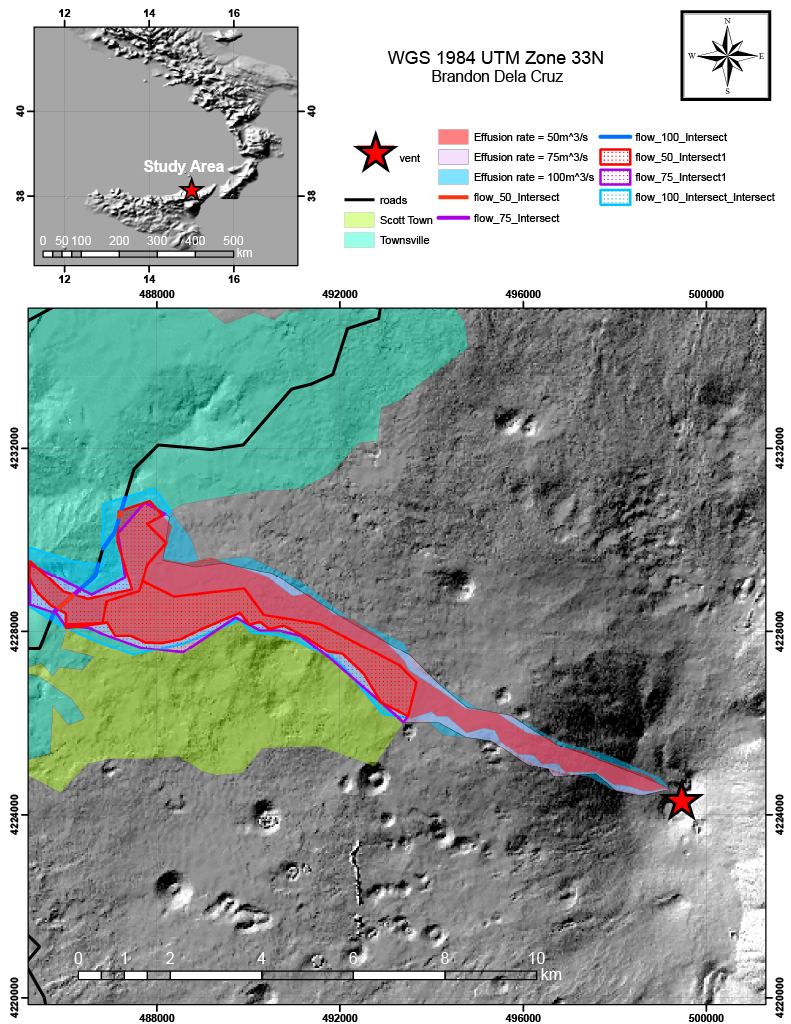 12 14 16
40 40
38 38
Study Area
0 50 100 200 300 400 500
km
12 14 16
WGS 1984 UTM Zone 33N
Brandon Dela Cruz
N
W E
S
vent
roads
Scott Town
Townsville
Effusion rate = 50m^3/s
Effusion rate = 75m^3/s
Effusion rate = 100m^3/s
flow_50_Intersect
flow_75_Intersect
flow_100_Intersect
flow_50_Intersect1
flow_75_Intersect1
flow_100_Intersect_Intersect
488000 492000 496000 500000
4232000 4232000
4228000 4228000
4224000 4224000
4220000 4220000
0 1 2 4 6 8 10
km
488000 492000 496000 500000